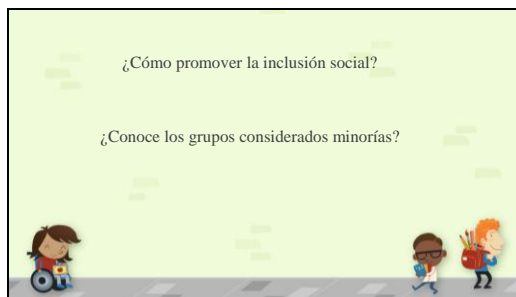 ¿Cómo promover la inclusión social?
¿Conoce los grupos considerados minorías?